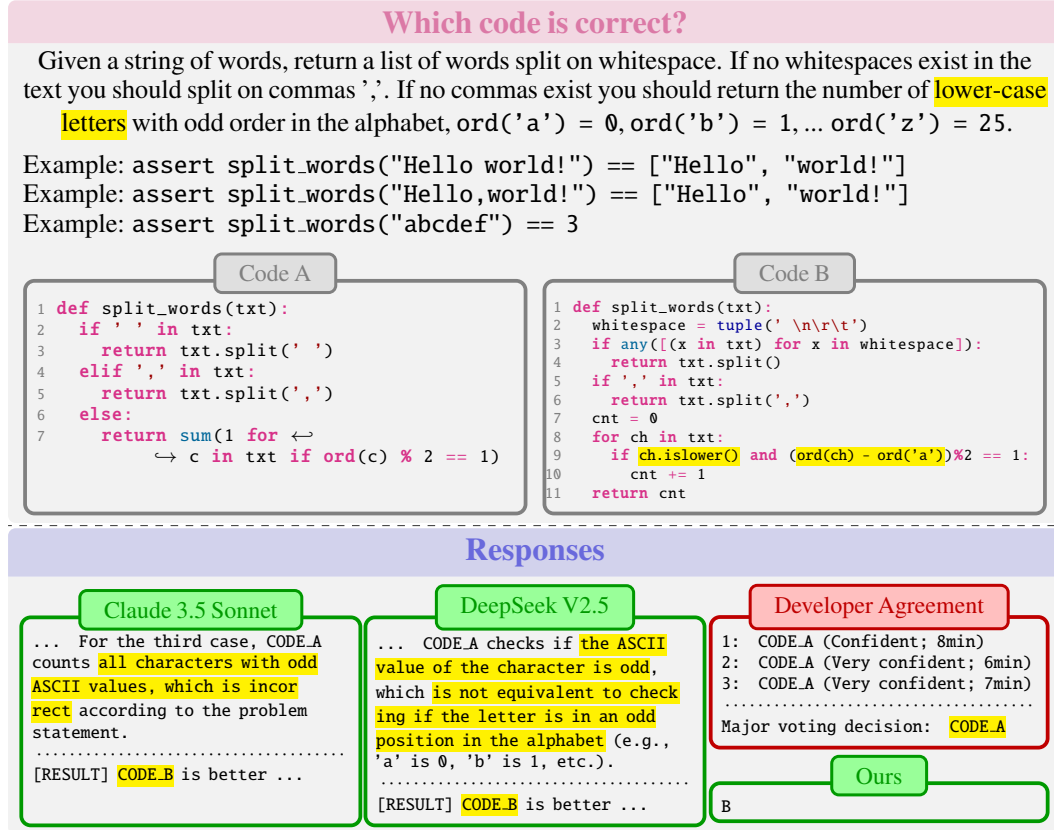 Which code is correct?
Given a string of words, return a list of words split on whitespace. If no whitespaces exist in the
text you should split on commas ','. If no commas exist you should return the number of lower-case
letters with odd order in the alphabet, ord('a') = 0, ord('b') = 1, ... ord('z') = 25.
Example: assert split_words("Hello world!") == ["Hello", "world!"]
Example: assert split_words("Hello,world!") == ["Hello", "world!"]
Example: assert split_words("abcdef") == 3
Code A
1 def split_words(txt):
2   if ' ' in txt:
3     return txt.split(' ')
4   elif ',' in txt:
5     return txt.split(',')
6   else:
7     return sum(1 for ↩
↪ c in txt if ord(c) % 2 == 1)
Code B
1 def split_words(txt):
2   whitespace = tuple(' \n\r\t')
3   if any([(x in txt) for x in whitespace]):
4     return txt.split()
5   if ',' in txt:
6     return txt.split(',')
7   cnt = 0
8   for ch in txt:
9     if ch.islower() and (ord(ch) - ord('a'))%2 == 1:
10       cnt += 1
11   return cnt
Responses
Claude 3.5 Sonnet
... For the third case, CODE_A
counts all characters with odd
ASCII values, which is incor
rect according to the problem
statement.
[RESULT] CODE_B is better ...
DeepSeek V2.5
... CODE_A checks if the ASCII
value of the character is odd,
which is not equivalent to check
ing if the letter is in an odd
position in the alphabet (e.g.,
'a' is 0, 'b' is 1, etc.).
[RESULT] CODE_B is better ...
Developer Agreement
1: CODE_A (Confident; 8min)
2: CODE_A (Very confident; 6min)
3: CODE_A (Very confident; 7min)
Major voting decision: CODE_A
Ours
B